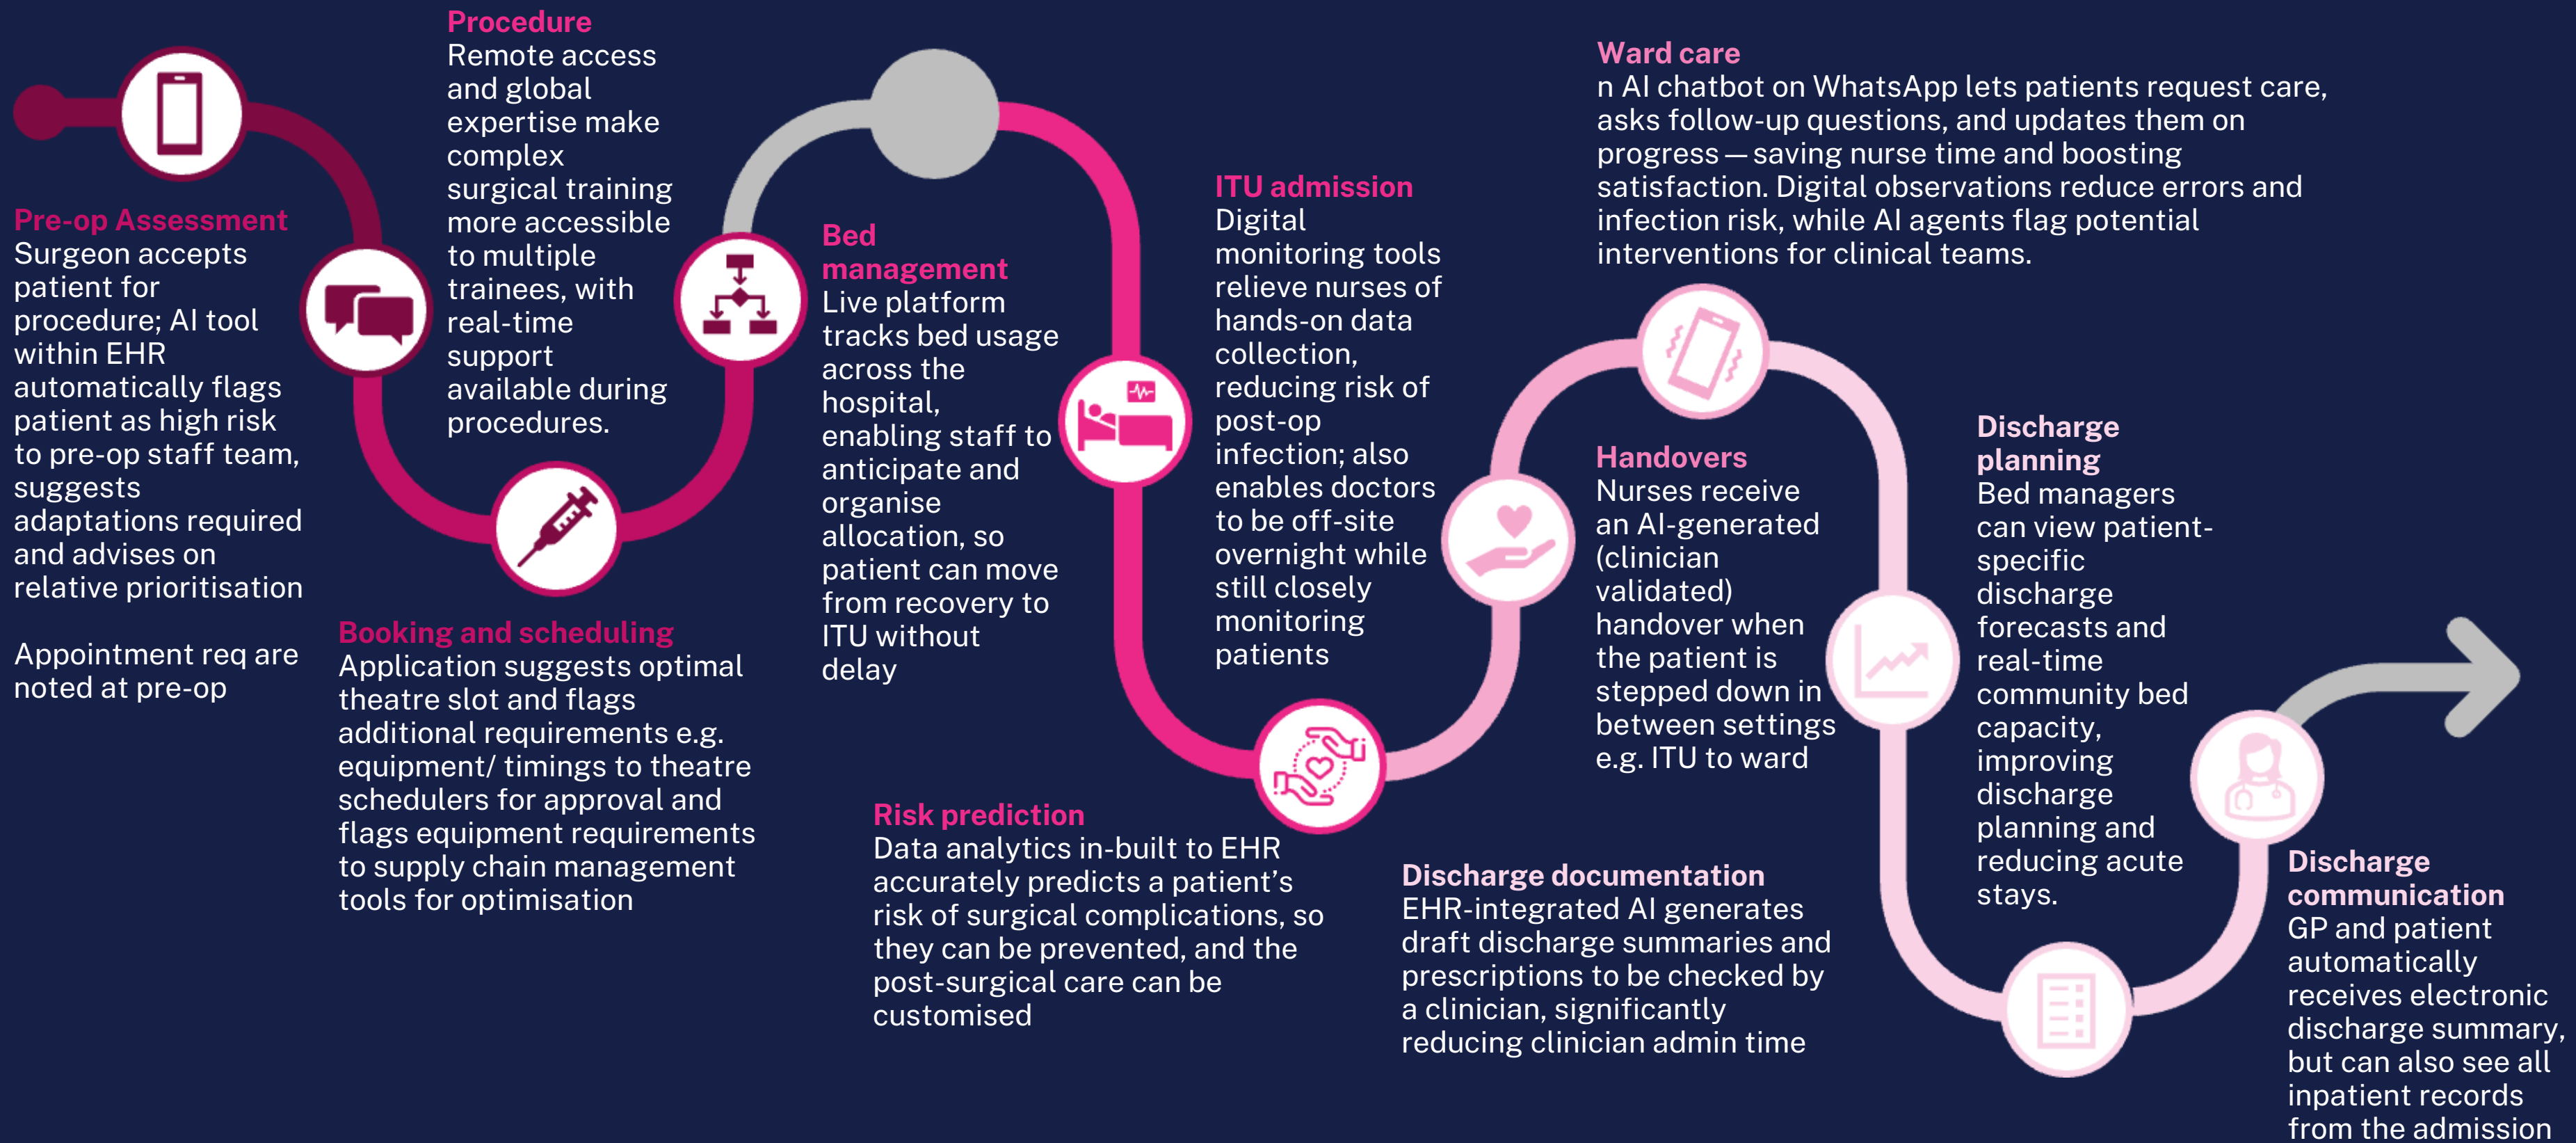 Pre-op Assessment
Surgeon accepts
patient for
procedure; AI tool
within EHR
automatically flags
patient as high risk
to pre-op staff team,
suggests
adaptations required
and advises on
relative prioritisation
Appointment req are
noted at pre-op
Booking and scheduling
Application suggests optimal
theatre slot and flags
additional requirements e.g.
equipment/ timings to theatre
schedulers for approval and
flags equipment requirements
to supply chain management
tools for optimisation
Procedure
Remote access
and global
expertise make
complex
surgical training
more accessible
to multiple
trainees, with
real-time
support
available during
procedures.
Bed
management
Live platform
tracks bed usage
across the
hospital,
enabling staff to
anticipate and
organise
allocation, so
patient can move
from recovery to
ITU without
delay
Risk prediction
Data analytics in-built to EHR
accurately predicts a patient’s
risk of surgical complications, so
they can be prevented, and the
post-surgical care can be
customised
ITU admission
Digital
monitoring tools
relieve nurses of
hands-on data
collection,
reducing risk of
post-op
infection; also
enables doctors
to be off-site
overnight while
still closely
monitoring
patients
Ward care
n AI chatbot on WhatsApp lets patients request care,
asks follow-up questions, and updates them on
progress — saving nurse time and boosting
satisfaction. Digital observations reduce errors and
infection risk, while AI agents flag potential
interventions for clinical teams.
Handovers
Nurses receive
an AI-generated
(clinician
validated)
handover when
the patient is
stepped down in
between settings
e.g. ITU to ward
Discharge documentation
EHR-integrated AI generates
draft discharge summaries and
prescriptions to be checked by
a clinician, significantly
reducing clinician admin time
Discharge
planning
Bed managers
can view patient-
specific
discharge
forecasts and
real-time
community bed
capacity,
improving
discharge
planning and
reducing acute
stays.
Discharge
communication
GP and patient
automatically
receives electronic
discharge summary,
but can also see all
inpatient records
from the admission